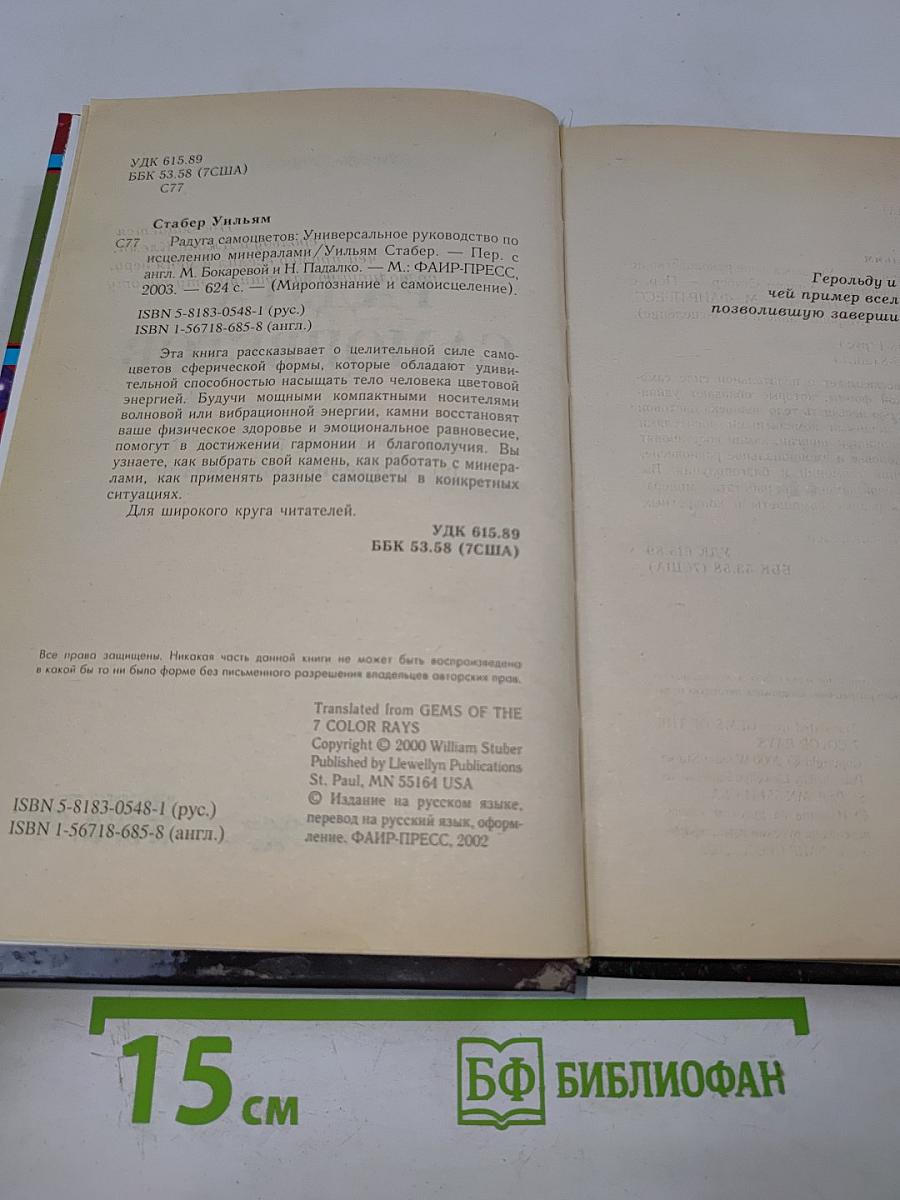 УДК 615.89
ББК 53.58 (7США)
С77
Стабер Уильям
С77 Радуга самоцветов: Универсальное руководство по
исцелению минералами/Уильям Стабер. — Пер. с
англ. М. Бокаревой и Н. Падалко. — М.: ФАИР-ПРЕСС,
2003. — 624 с. — (Миропознание и самоисцеление).
ISBN 5-8183-0548-1 (рус.)
ISBN 1-56718-685-8 (англ.)
Эта книга рассказывает о целительной силе само-
цветов сферической формы, которые обладают удиви-
тельной способностью насыщать тело человека цветовой
энергией. Будучи мощными компактными носителями
волновой или вибрационной энергии, камни восстановят
ваше физическое здоровье и эмоциональное равновесие,
помогут в достижении гармонии и благополучия. Вы
узнаете, как выбрать свой камень, как работать с минера-
лами, как применять разные самоцветы в конкретных
ситуациях.
Для широкого круга читателей.
УДК 615.89
ББК 53.58 (7США)
Все права защищены. Никакая часть данной книги не может быть воспроизведена
в какой бы то ни было форме без письменного разрешения владельцев авторских прав.
Translated from GEMS OF THE
7 COLOR RAYS
Copyright © 2000 William Stuber
Published by Llewellyn Publications
St. Paul, MN 55164 USA
© Издание на русском языке,
перевод на русский язык, оформ-
ление. ФАИР-ПРЕСС, 2002
ISBN 5-8183-0548-1 (рус.)
ISBN 1-56718-685-8 (англ.)
Герольду и
чей пример всел
позволившую заверши
15 см
БФ БИБЛИОФАН